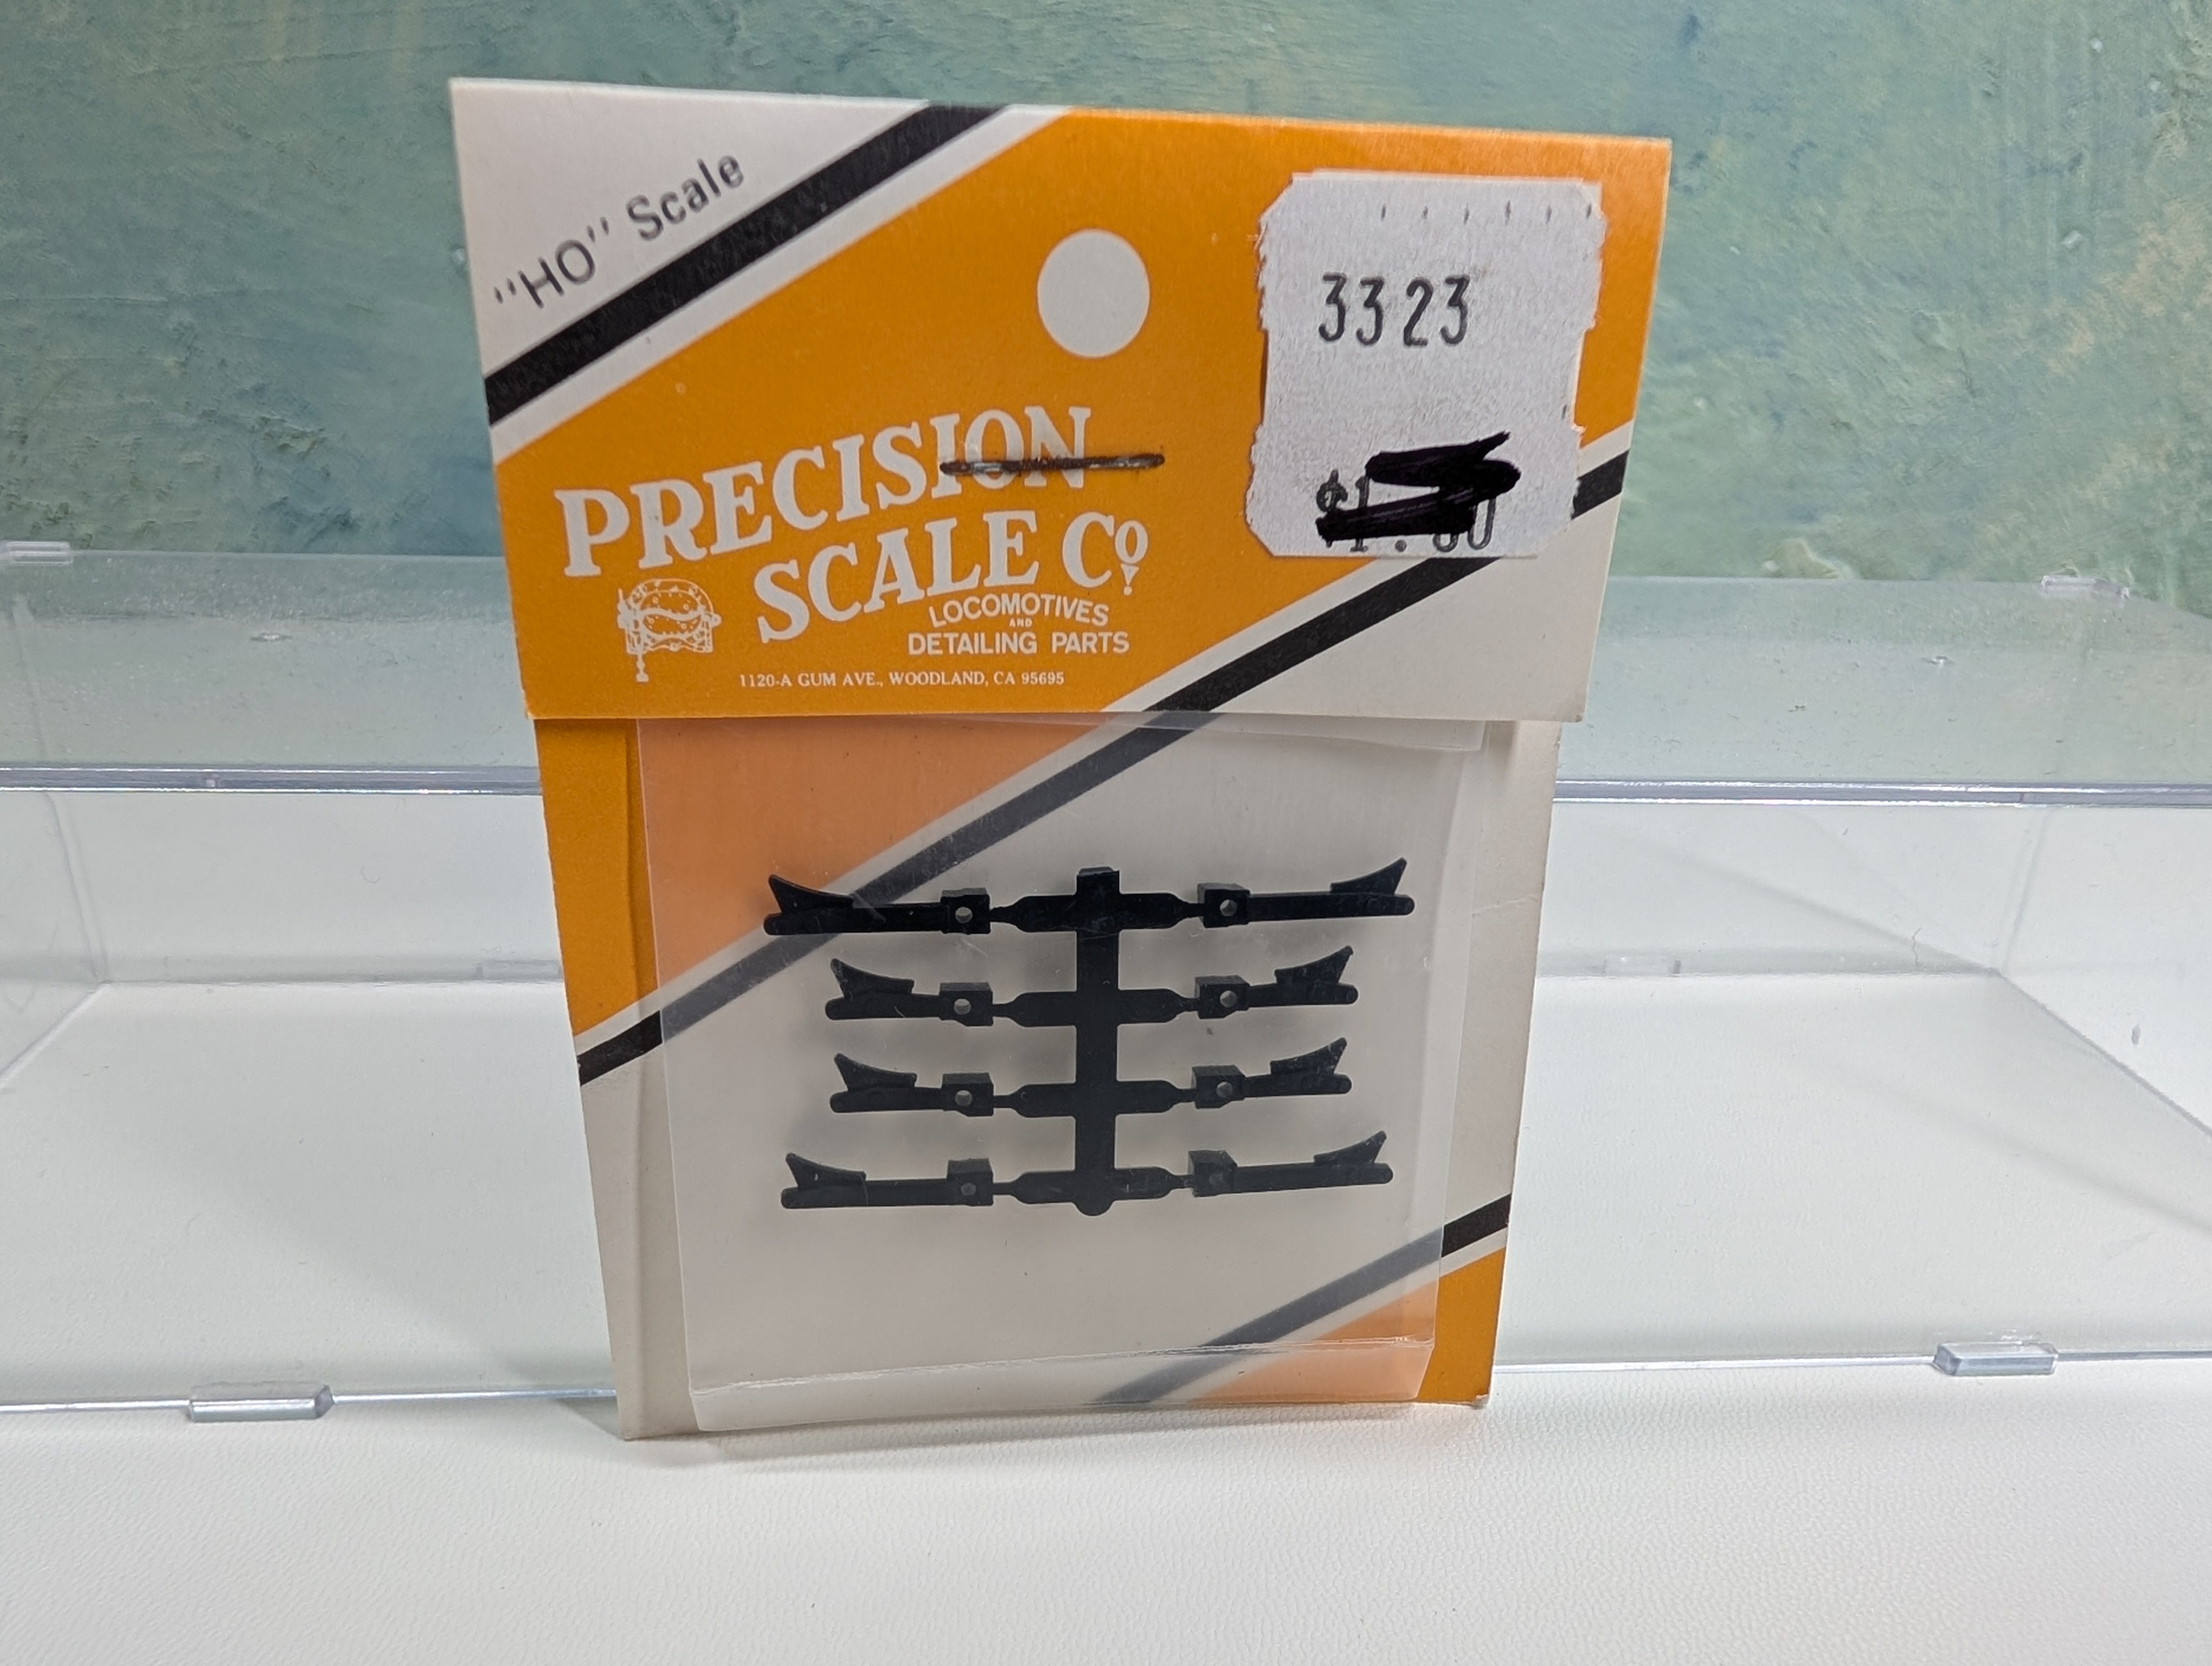 "HO" Scale
3323
PRECISION
SCALE Co
LOCOMOTIVES
AND
DETAILING PARTS
1120-A GUM AVE., WOODLAND, CA 95695